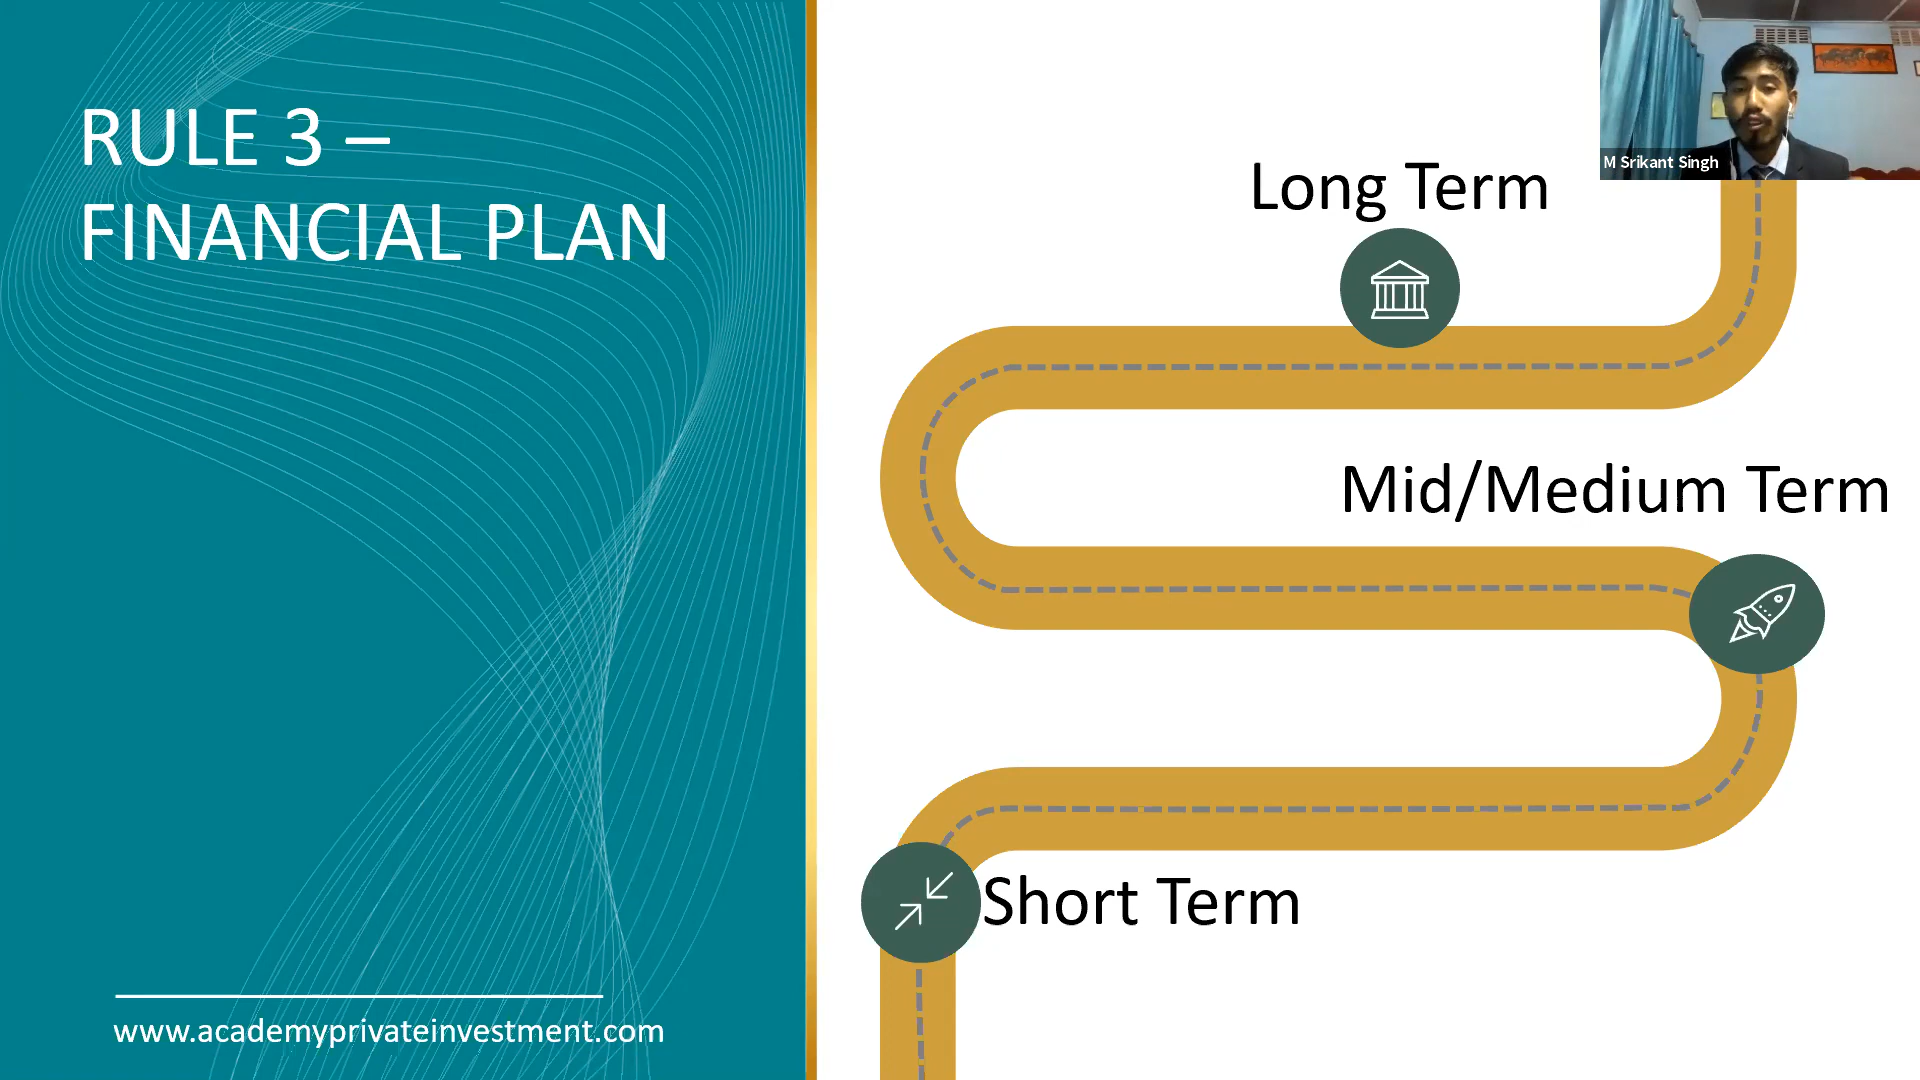 RULE 3 –
FINANCIAL PLAN
www.academyprivateinvestment.com
M Srikant Singh
Long Term
Mid/Medium Term
Short Term